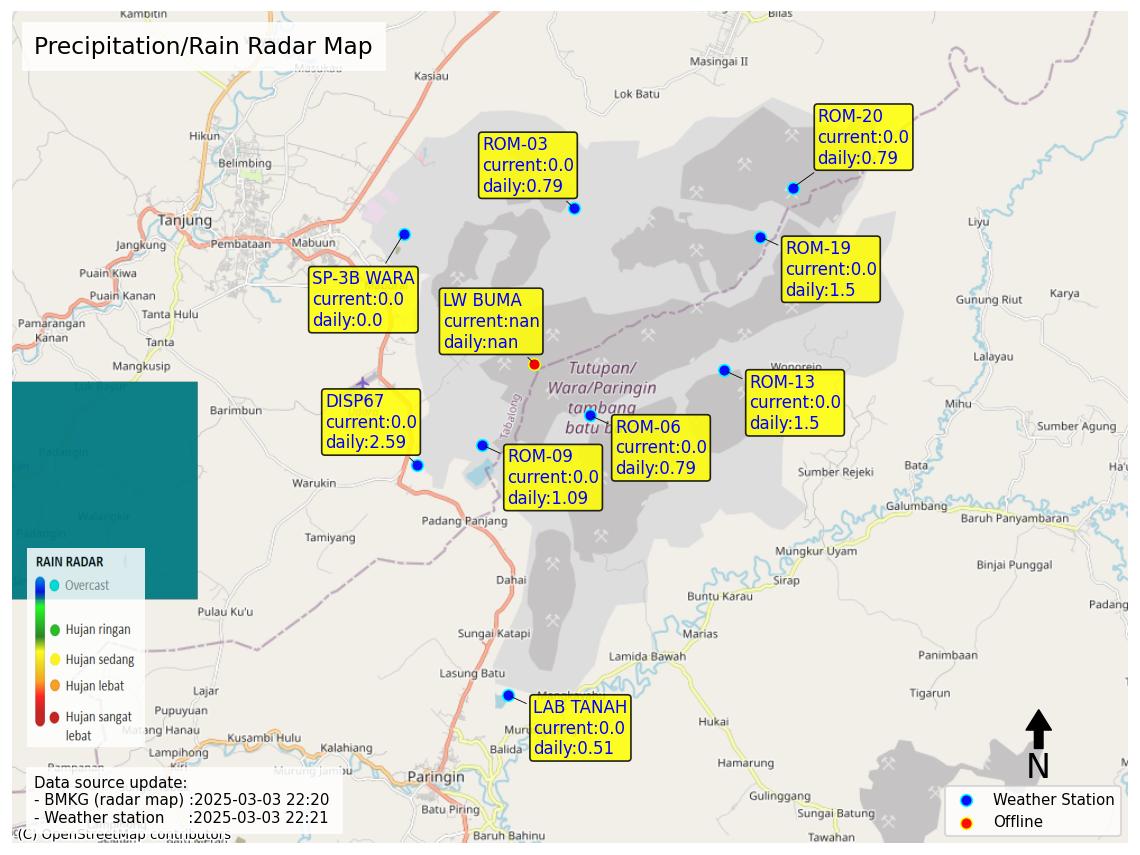 Kambitin
Bilas
Precipitation/Rain Radar Map
Masukau
Kasiau
Masingai II
Lok Batu
Hikun
Belimbing
ROM-03
current:0.0
daily:0.79
ROM-20
current:0.0
daily:0.79
Tanjung
Jangkung
Pembataan
Mabuun
Liyu
ROM-19
current:0.0
daily:1.5
Puain Kiwa
Puain Kanan
SP-3B WARA
current:0.0
daily:0.0
LW BUMA
current:nan
daily:nan
Gunung Riut
Karya
Tanta Hulu
Pamarangan
Kanan
Tanta
Mangkusip
Lalayau
Wonorejo
Tutupan/
Wara/Paringin
tambang
batu b
Tabalong
ROM-13
current:0.0
daily:1.5
DISP67
current:0.0
daily:2.59
Barimbun
Mihu
ROM-06
current:0.0
daily:0.79
Sumber Agung
Padangin
ROM-09
current:0.0
daily:1.09
Warukin
Sumber Rejeki
Bata
Ha'u
Galumbang
Baruh Panyambaran
Walangkir
Padangin
Padang Panjang
Tamiyang
Mungkur Uyam
Binjai Punggal
RAIN RADAR
Overcast
Hujan ringan
Hujan sedang
Hujan lebat
Hujan sangat
lebat
Dahai
Sirap
Buntu Karau
Padang
Pulau Ku'u
Sungai Katapi
Marias
Lamida Bawah
Panimbaan
Lasung Batu
Tigarun
Lajar
Pupuyuan
Matang Hanau
LAB TANAH
current:0.0
daily:0.51
Hukai
Kusambi Hulu
Lampihong
Kiri
Kalahiang
Balida
Murung Jambu
Paringin
Hamarung
N
Data source update:
- BMKG (radar map) :2025-03-03 22:20
- Weather station :2025-03-03 22:21
(C) OpenStreetMap contributors
Batu Piring
Baruh Bahinu
Gulinggang
Sungai Batung
Tawahan
Weather Station
Offline